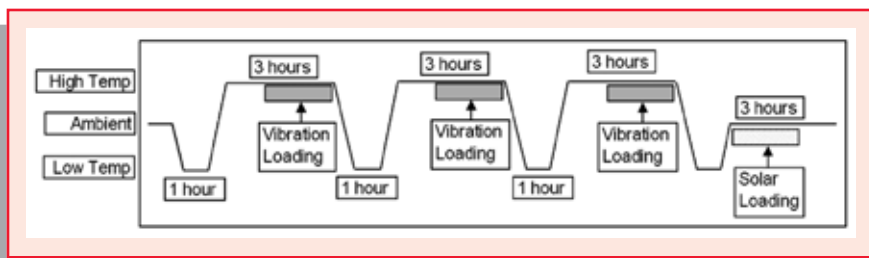 3 hours
3 hours
3 hours
High Temp
3 hours
Ambient
Vibration
Loading
Vibration
Loading
Vibration
Loading
Low Temp
1 hour
1 hour
1 hour
Solar
Loading